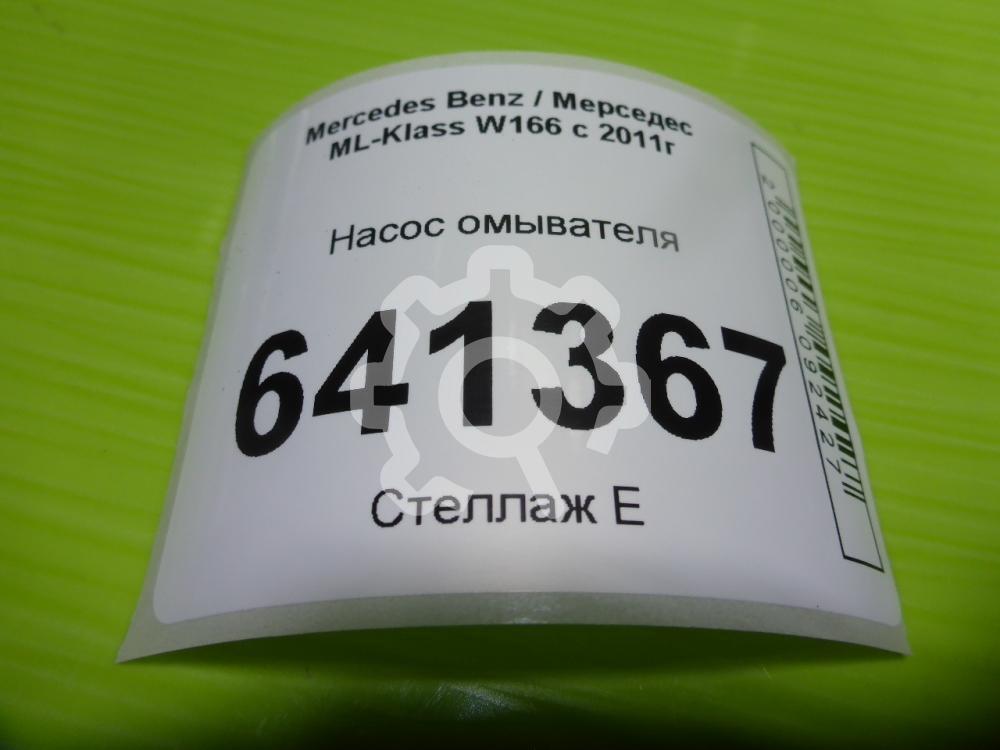 Mercedes Benz / Мерседес
ML-Klass W166 с 2011г
Насос омывателя
641367
Стеллаж Е
2000006092427